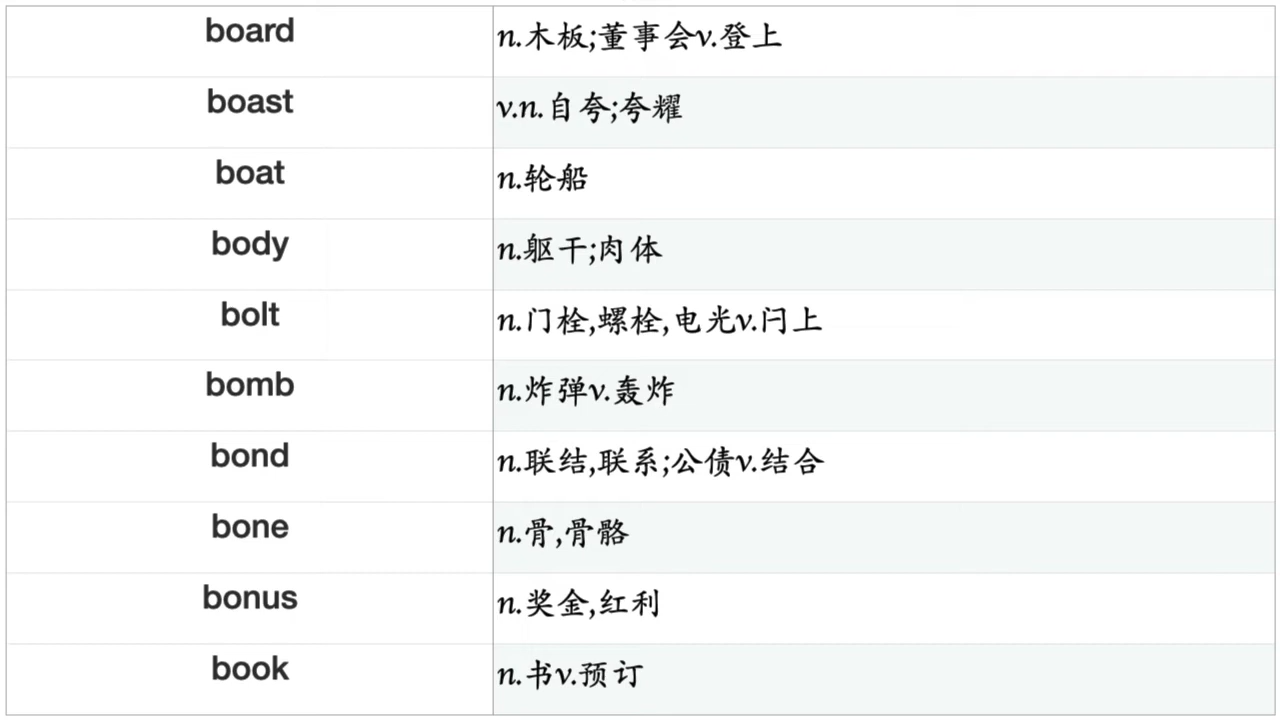 board n.木板;董事会v.登上
boast v.n.自夸;夸耀
boat n.轮船
body n.躯干;肉体
bolt n.门栓,螺栓,电光v.闩上
bomb n.炸弹v.轰炸
bond n.联结,联系;公债v.结合
bone n.骨,骨骼
bonus n.奖金,红利
book n.书v.预订